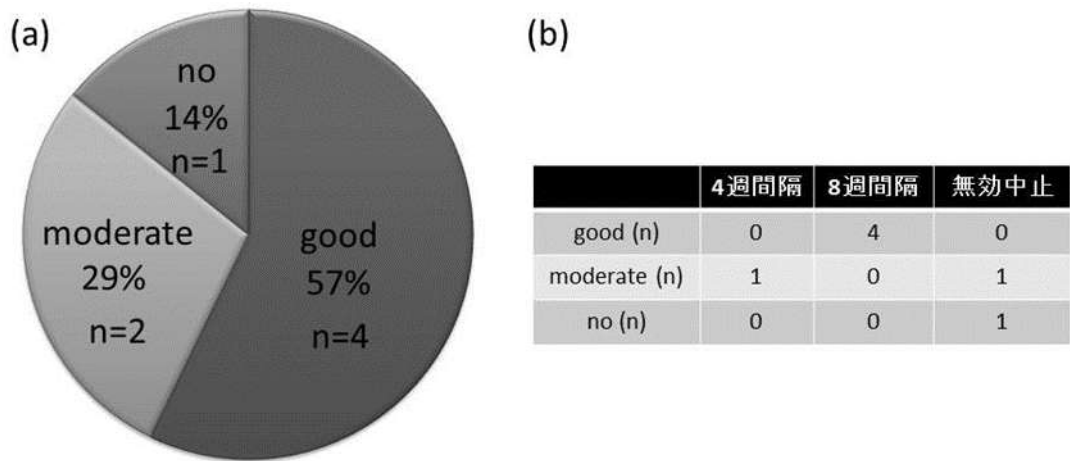 (a)
no
14%
n=1
moderate
29%
n=2
good
57%
n=4
(b)
4週間隔 8週間隔 無効中止
good (n) 0 4 0
moderate (n) 1 0 1
no (n) 0 0 1